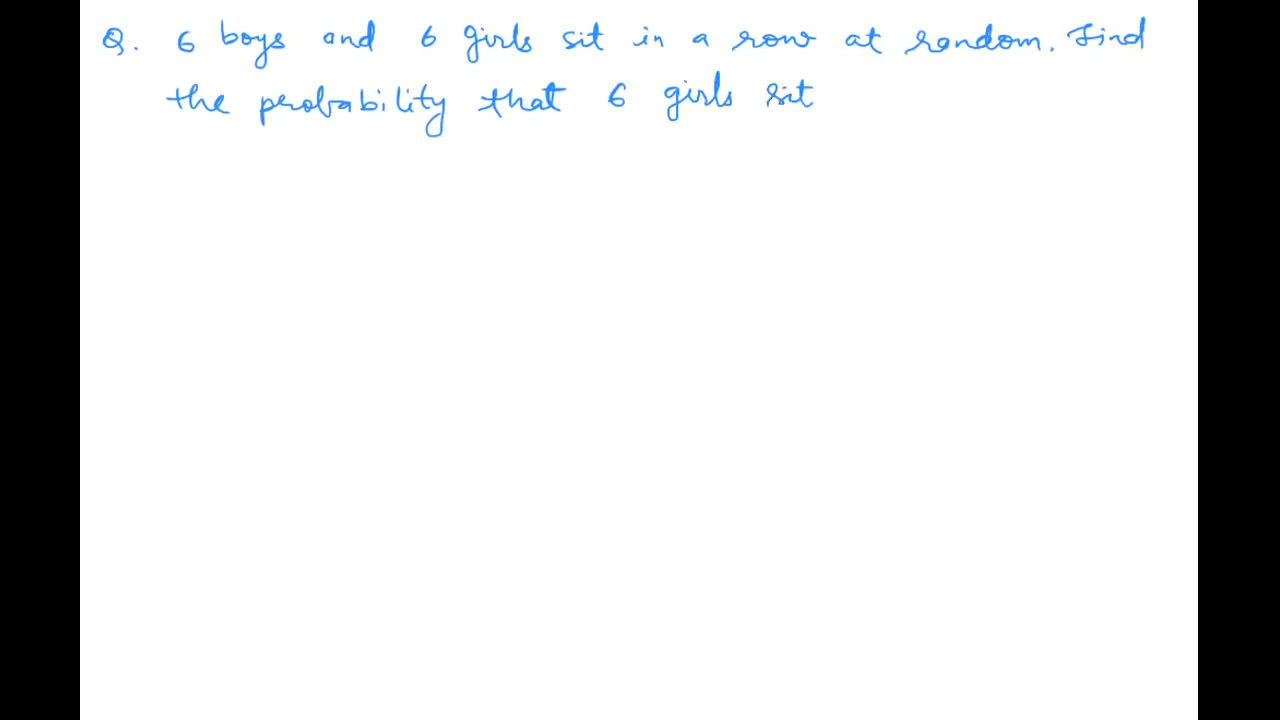 Q. 6 boys and 6 girls sit in a row at random. Find
the probability that 6 girls sit